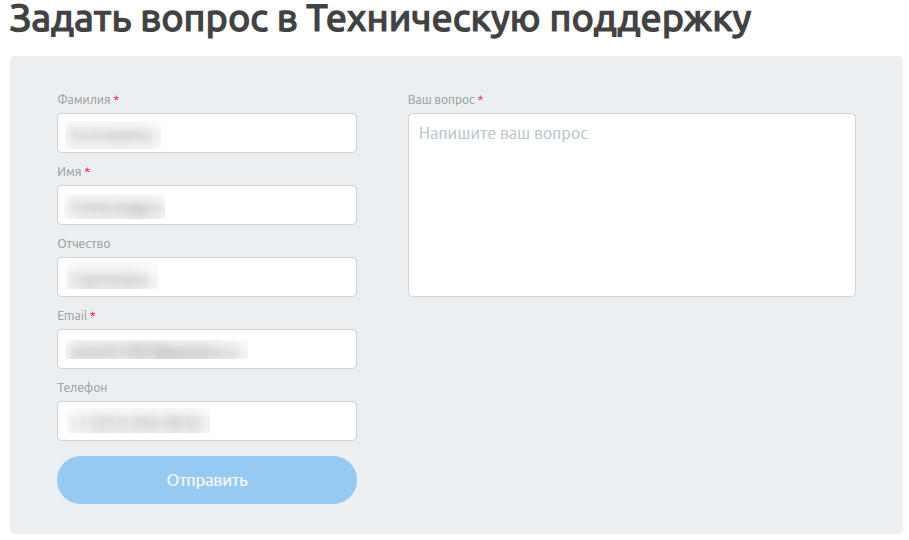 Задать вопрос в Техническую поддержку
Фамилия *
Имя *
Отчество
Email *
Телефон
Отправить
Ваш вопрос *
Напишите ваш вопрос